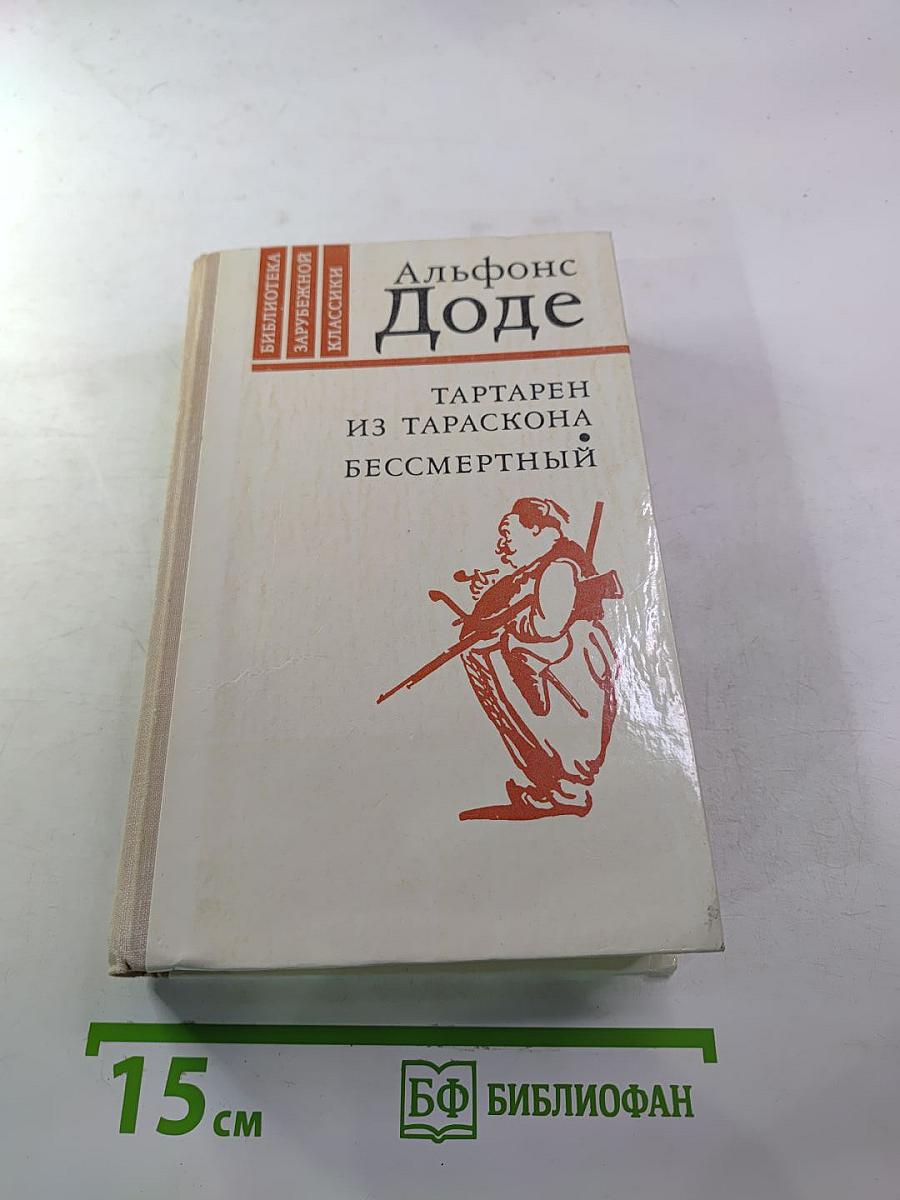 БИБЛИОТЕКА
ЗАРУБЕЖНОЙ
КЛАССИКИ
Альфонс
Доде
ТАРТАРЕН
ИЗ ТАРАСКОНА
•
БЕССМЕРТНЫЙ
15 см
БФ БИБЛИОФАН